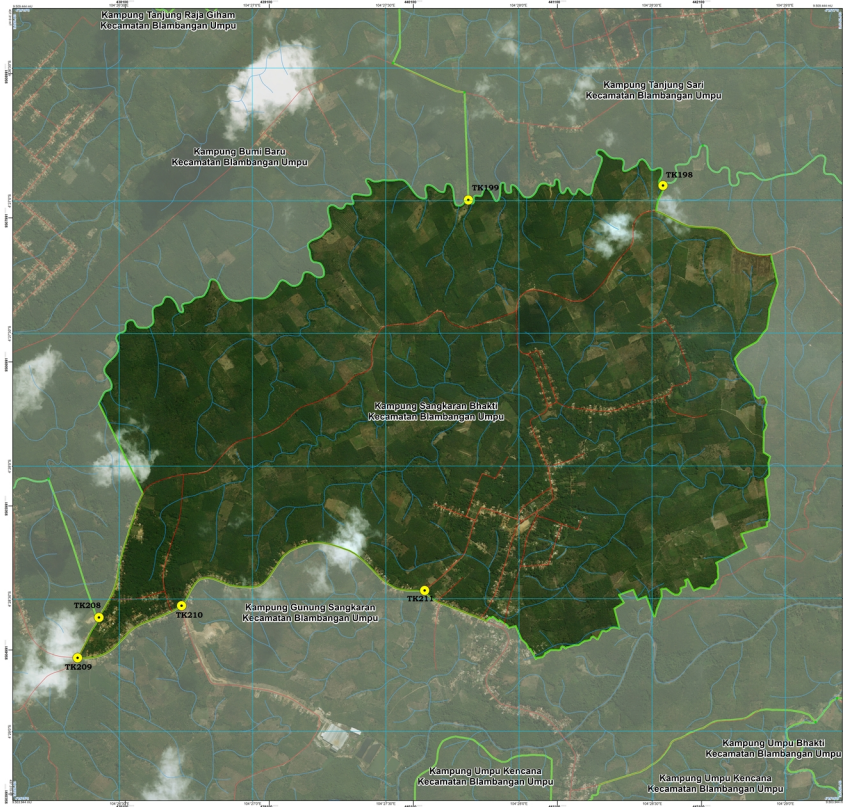 Kampung Tanjung Raja Giham
Kecamatan Blambangan Umpu
Kampung Tanjung Sari
Kecamatan Blambangan Umpu
Kampung Bumi Baru
Kecamatan Blambangan Umpu
TK198
TK199
Kampung Sangkaran Bhakti
Kecamatan Blambangan Umpu
TK211
TK208
Kampung Gunung Sangkaran
Kecamatan Blambangan Umpu
TK210
TK209
Kampung Umpu Bhakti
Kecamatan Blambangan Umpu
Kampung Umpu Kencana
Kecamatan Blambangan Umpu
Kampung Umpu Kencana
Kecamatan Blambangan Umpu